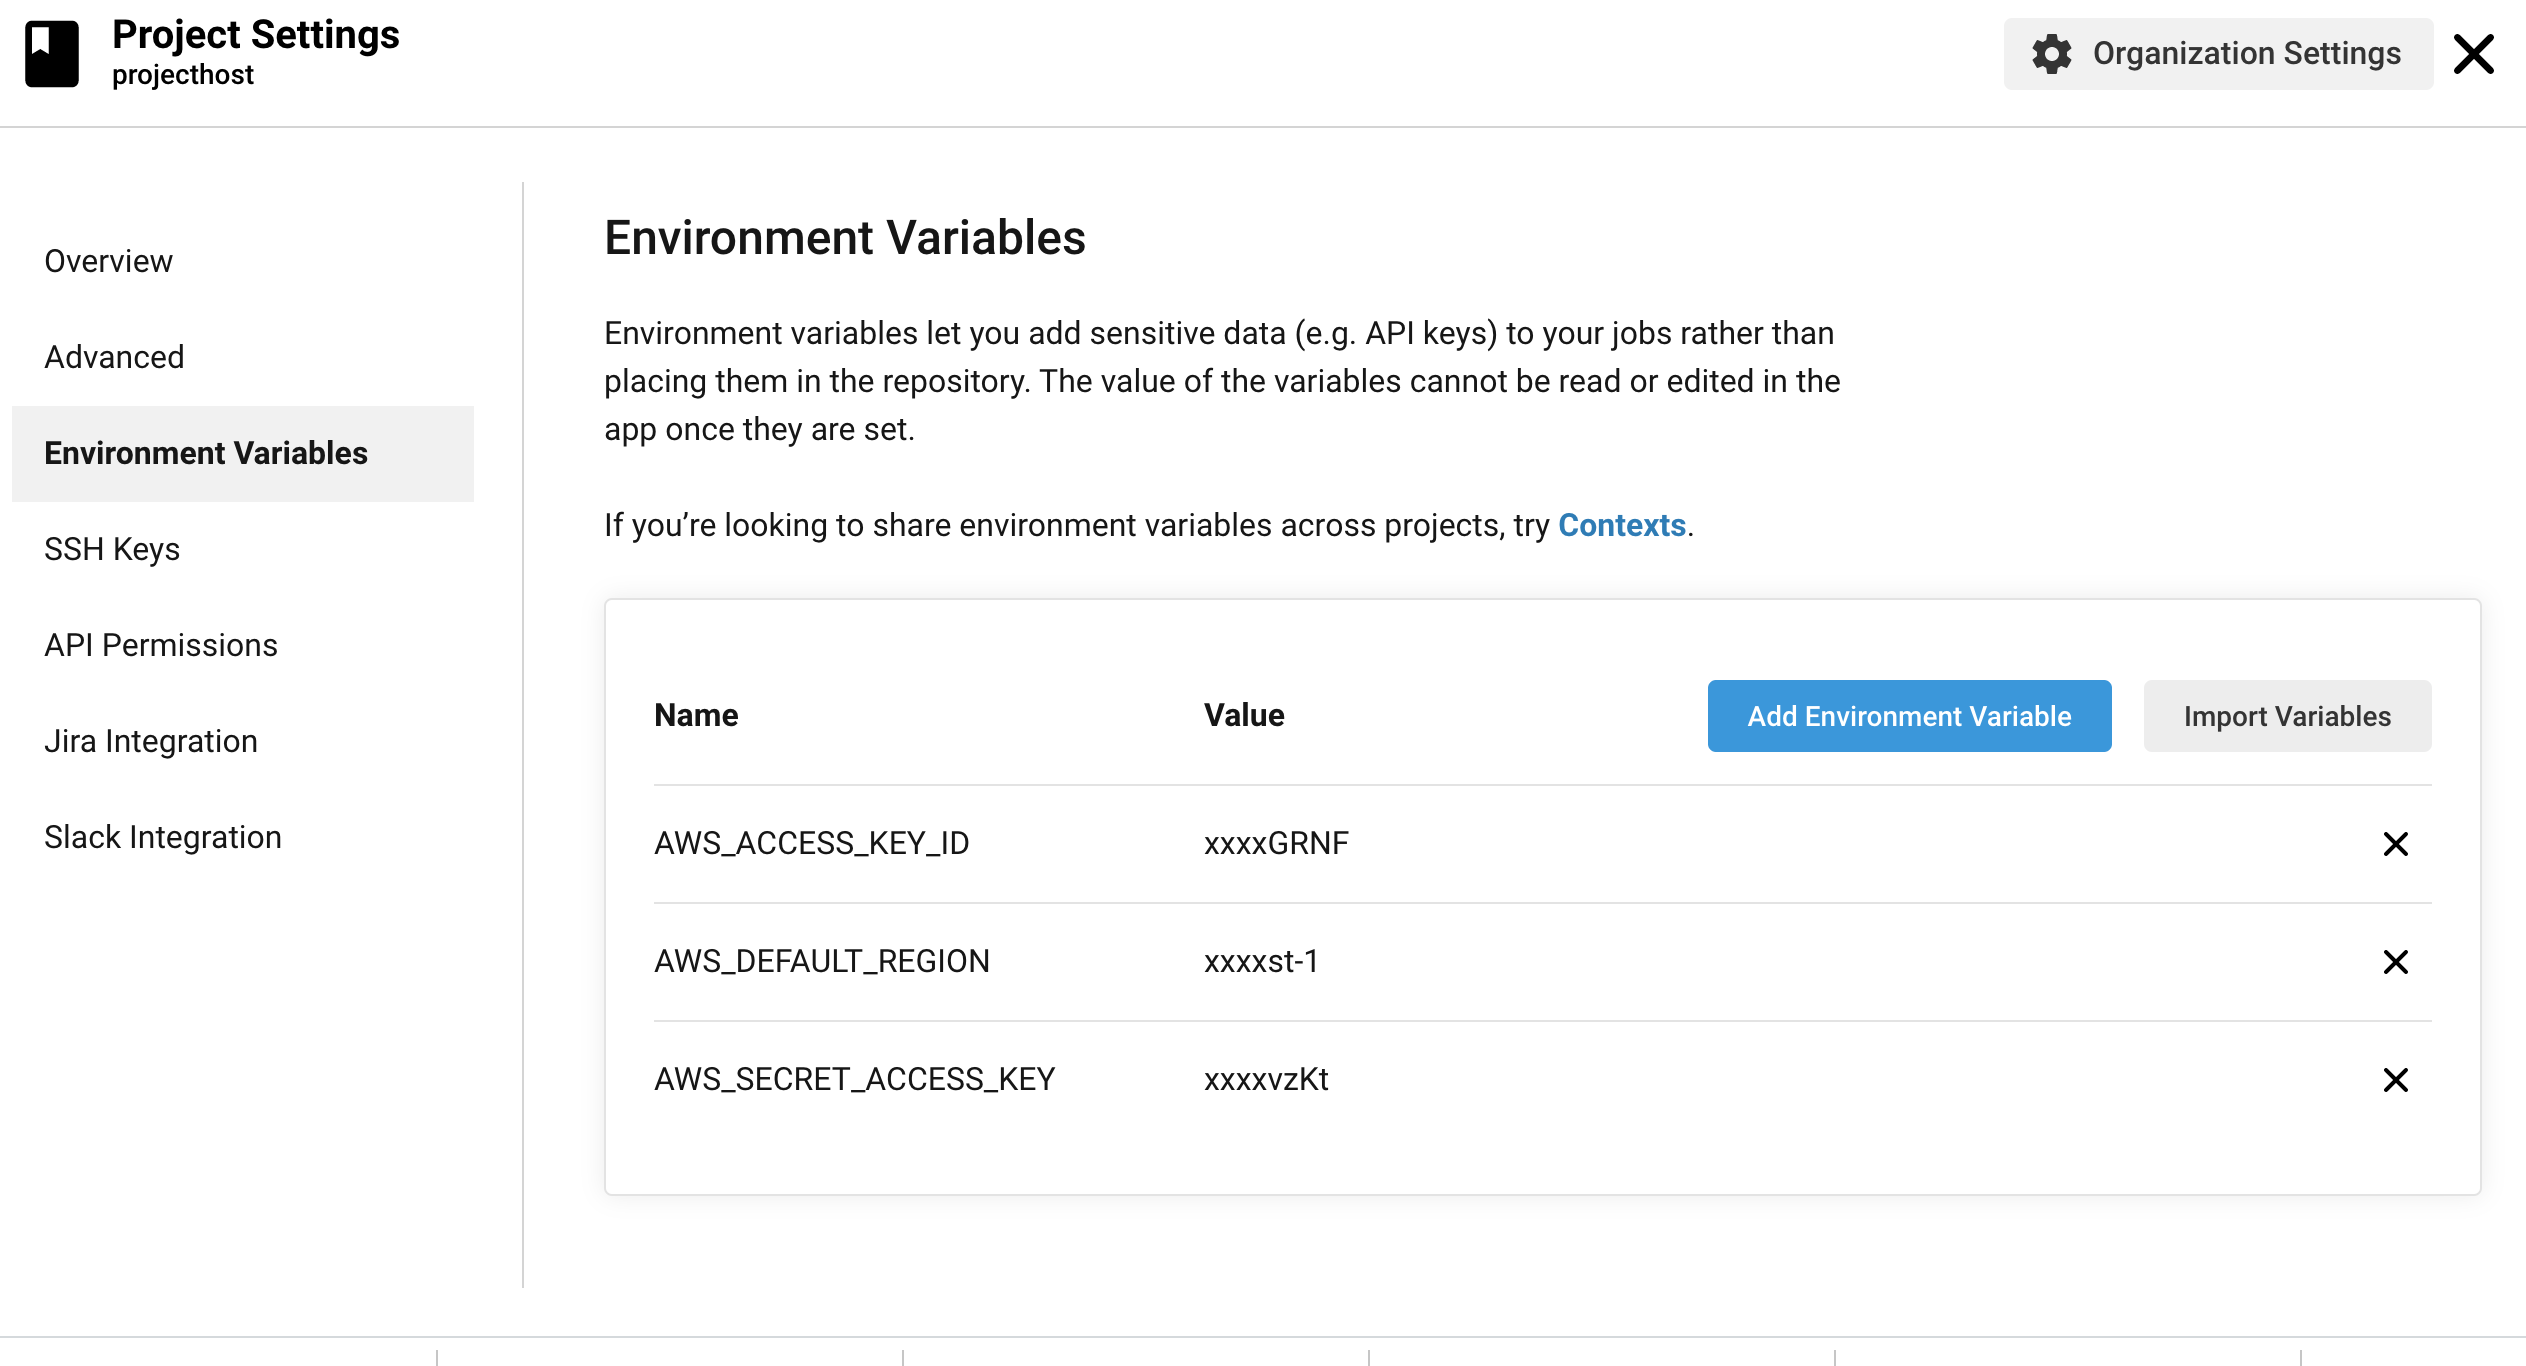 Project Settings
projecthost
Organization Settings
Overview
Advanced
Environment Variables
SSH Keys
API Permissions
Jira Integration
Slack Integration
Environment Variables
Environment variables let you add sensitive data (e.g. API keys) to your jobs rather than
placing them in the repository. The value of the variables cannot be read or edited in the
app once they are set.
If you’re looking to share environment variables across projects, try Contexts.
Name Value Add Environment Variable Import Variables
AWS_ACCESS_KEY_ID xxxxGRNF
AWS_DEFAULT_REGION xxxxst-1
AWS_SECRET_ACCESS_KEY xxxxvzKt